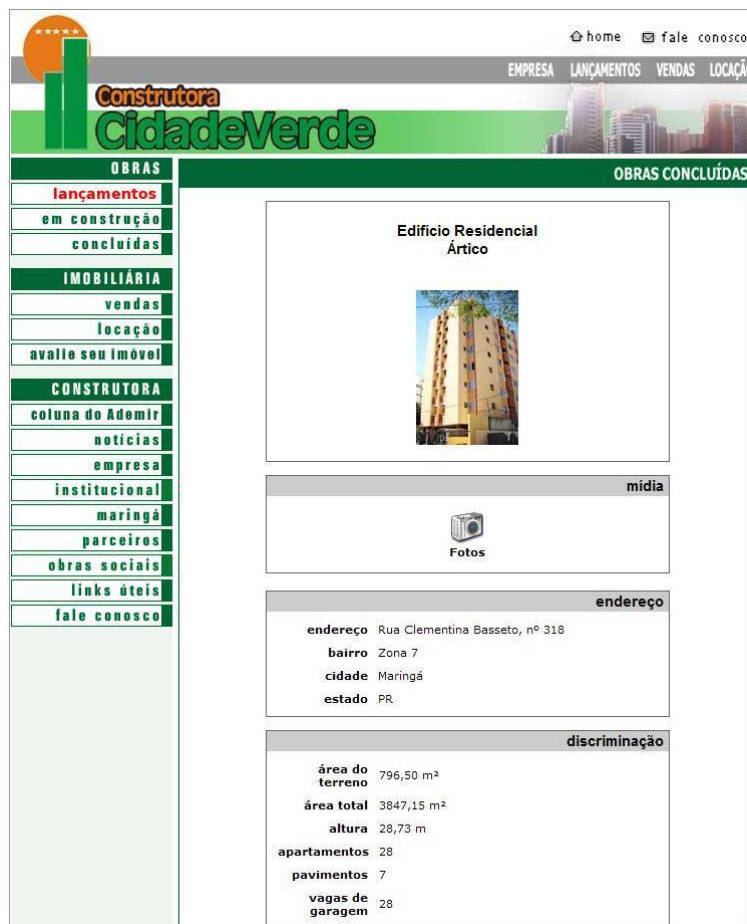 home fale conosco
EMPRESA LANÇAMENTOS VENDAS LOCAÇÃO
Construtora
CidadeVerde
OBRAS
lançamentos
em construção
concluídas
IMOBILIÁRIA
vendas
locação
avalie seu imóvel
CONSTRUTORA
coluna do Ademir
notícias
empresa
institucional
maringá
parceiros
obras sociais
links úteis
fale conosco
OBRAS CONCLUÍDAS
Edifício Residencial
Ártico
mídia
Fotos
endereço
endereço Rua Clementina Basseto, nº 318
bairro Zona 7
cidade Maringá
estado PR
discriminação
área do
terreno 796,50 m²
área total 3847,15 m²
altura 28,73 m
apartamentos 28
pavimentos 7
vagas de
garagem 28